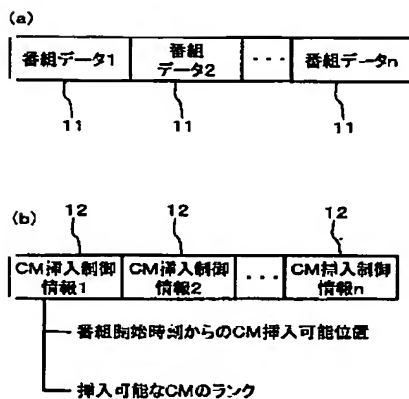 (a)
番組データ1 番組 ・・・ 番組データn
データ2
11 11 11
(b)
12 12 12
CM挿入制御 CM挿入制御 ・・・ CM挿入制御
情報1 情報2 情報n
番組開始時刻からのCM挿入可能位置
挿入可能なCMのランク